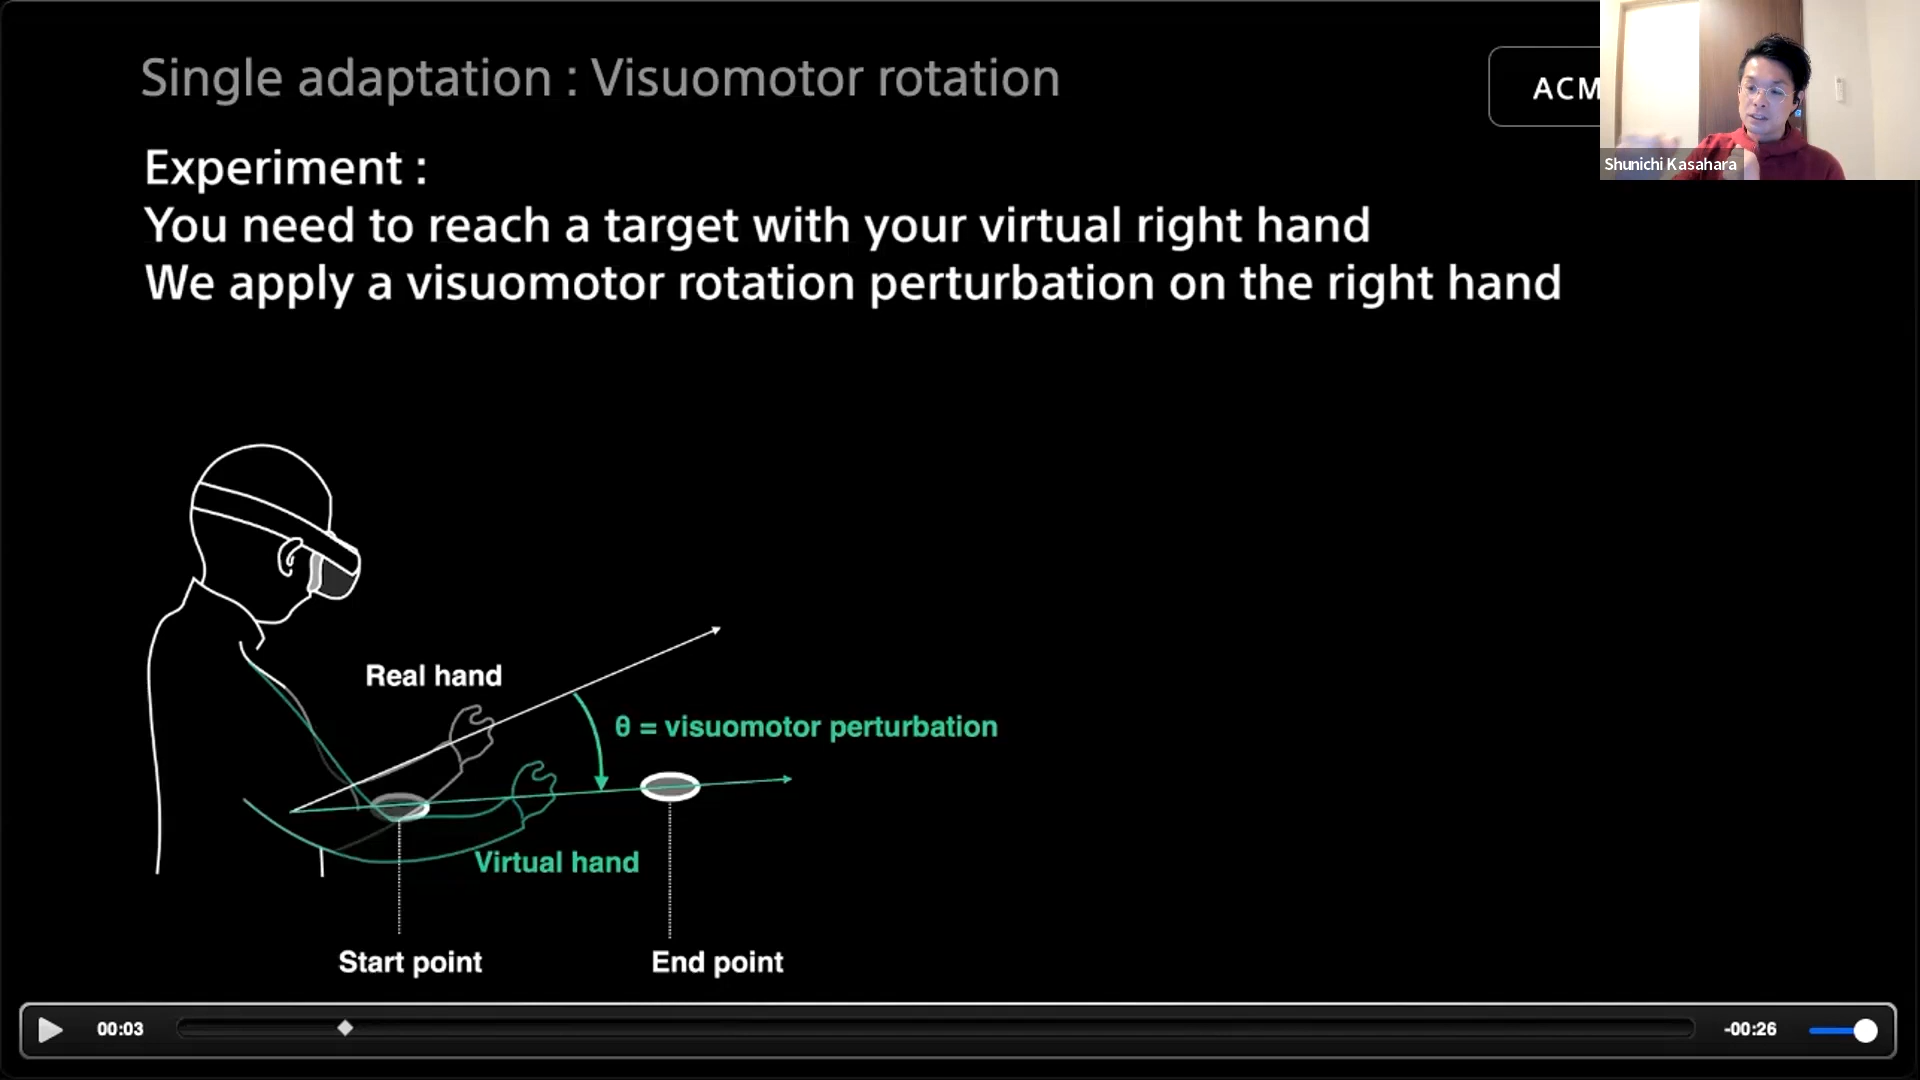 Single adaptation : Visuomotor rotation
ACM
Shunichi Kasahara
Experiment :
You need to reach a target with your virtual right hand
We apply a visuomotor rotation perturbation on the right hand
Real hand
θ = visuomotor perturbation
Virtual hand
Start point
End point
00:03
-00:26